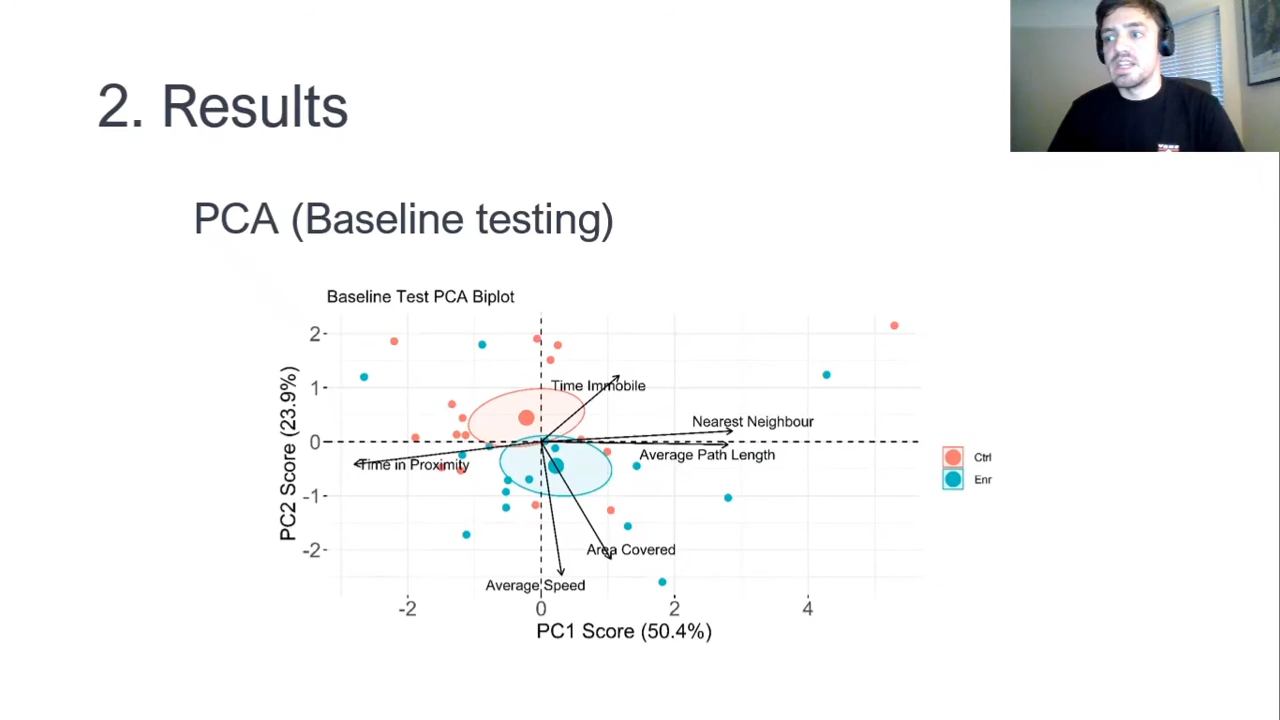 2. Results
PCA (Baseline testing)
Baseline Test PCA Biplot
2
1
0
-1
-2
PC2 Score (23.9%)
Time Immobile
Nearest Neighbour
Average Path Length
Time in Proximity
Area Covered
Average Speed
-2 0 2 4
PC1 Score (50.4%)
Ctrl
Enr